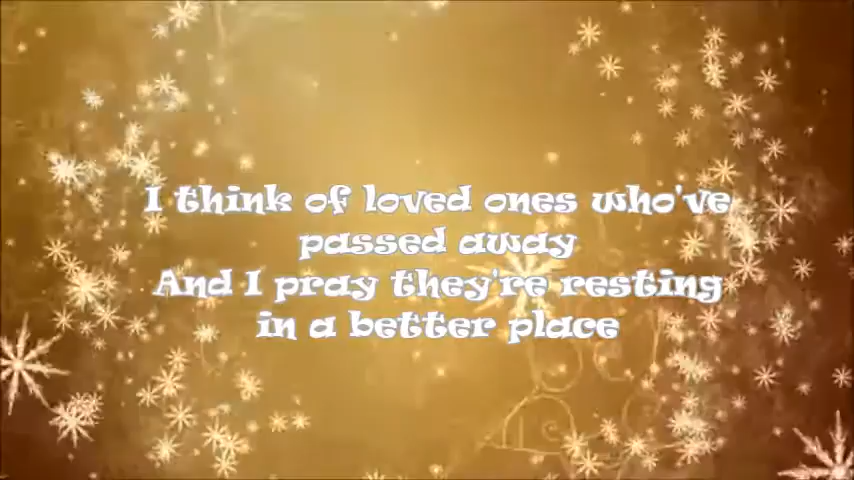 I think of loved ones who've
passed away
And I pray they're resting
in a better place